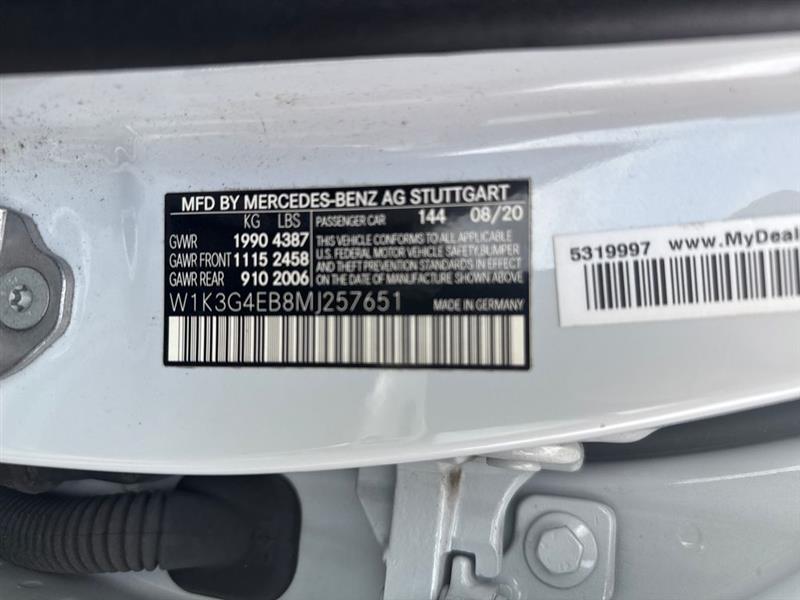 MFD BY MERCEDES-BENZ AG STUTTGART
KG LBS PASSENGER CAR 144 08/20
GVWR 1990 4387
GAWR FRONT 1115 2458
GAWR REAR 910 2006
THIS VEHICLE CONFORMS TO ALL APPLICABLE
U.S. FEDERAL MOTOR VEHICLE SAFETY, BUMPER
AND THEFT PREVENTION STANDARDS IN EFFECT
ON THE DATE OF MANUFACTURE SHOWN ABOVE.
W1K3G4EB8MJ257651 MADE IN GERMANY
5319997 www.MyDeal